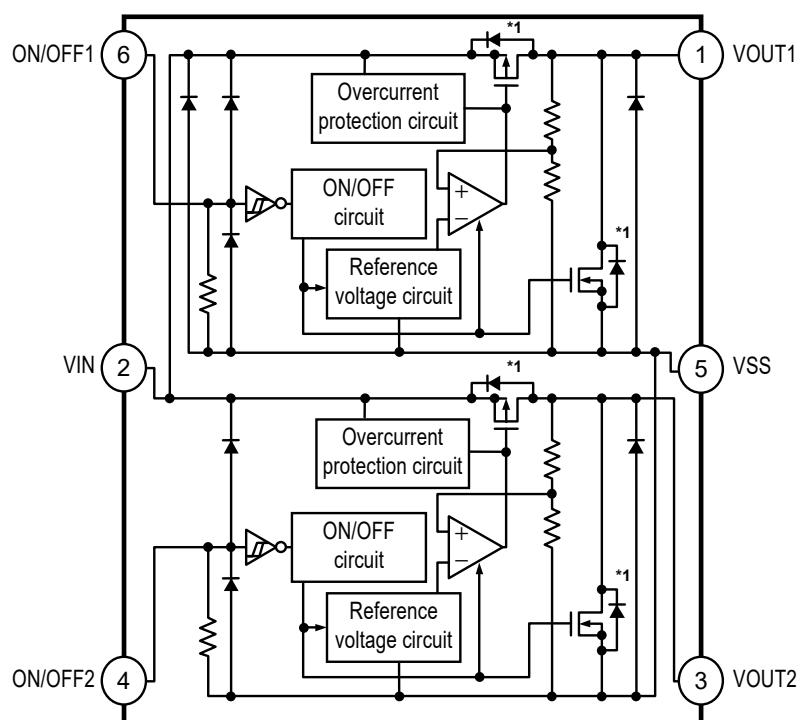 ON/OFF1
6
*1
1
VOUT1
Overcurrent
protection circuit
ON/OFF
circuit
+
−
*1
Reference
voltage circuit
VIN
2
5
VSS
*1
Overcurrent
protection circuit
ON/OFF
circuit
+
−
*1
Reference
voltage circuit
ON/OFF2
4
3
VOUT2